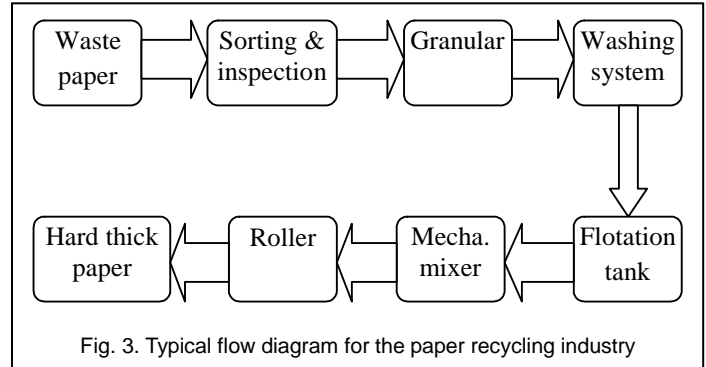 Waste
paper
Sorting &
inspection
Granular
Washing
system
Hard thick
paper
Roller
Mecha.
mixer
Flotation
tank
Fig. 3. Typical flow diagram for the paper recycling industry